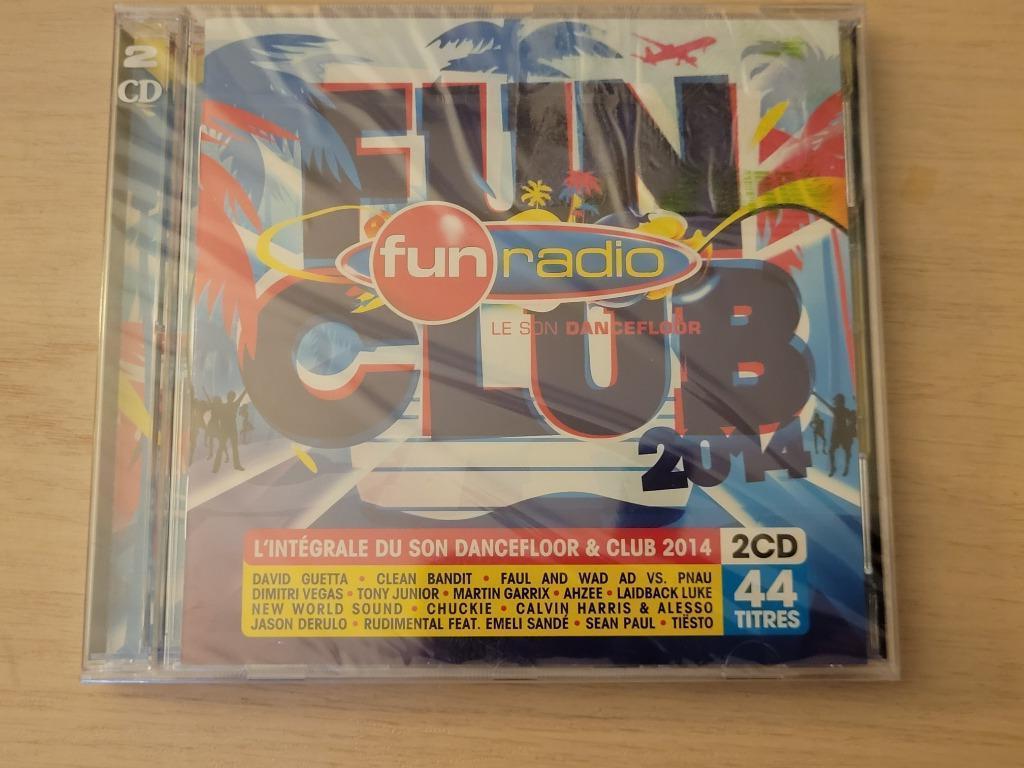 2
CD
FUN
fun radio
LE SON DANCEFLOOR
CLUB
2014
L'INTÉGRALE DU SON DANCEFLOOR & CLUB 2014
2CD
DAVID GUETTA • CLEAN BANDIT • FAUL AND WAD AD VS. PNAU
DIMITRI VEGAS • TONY JUNIOR • MARTIN GARRIX • AHZEE • LAIDBACK LUKE
NEW WORLD SOUND • CHUCKIE • CALVIN HARRIS & ALESSO
JASON DERULO • RUDIMENTAL FEAT. EMELI SANDÉ • SEAN PAUL • TIËSTO
44
TITRES